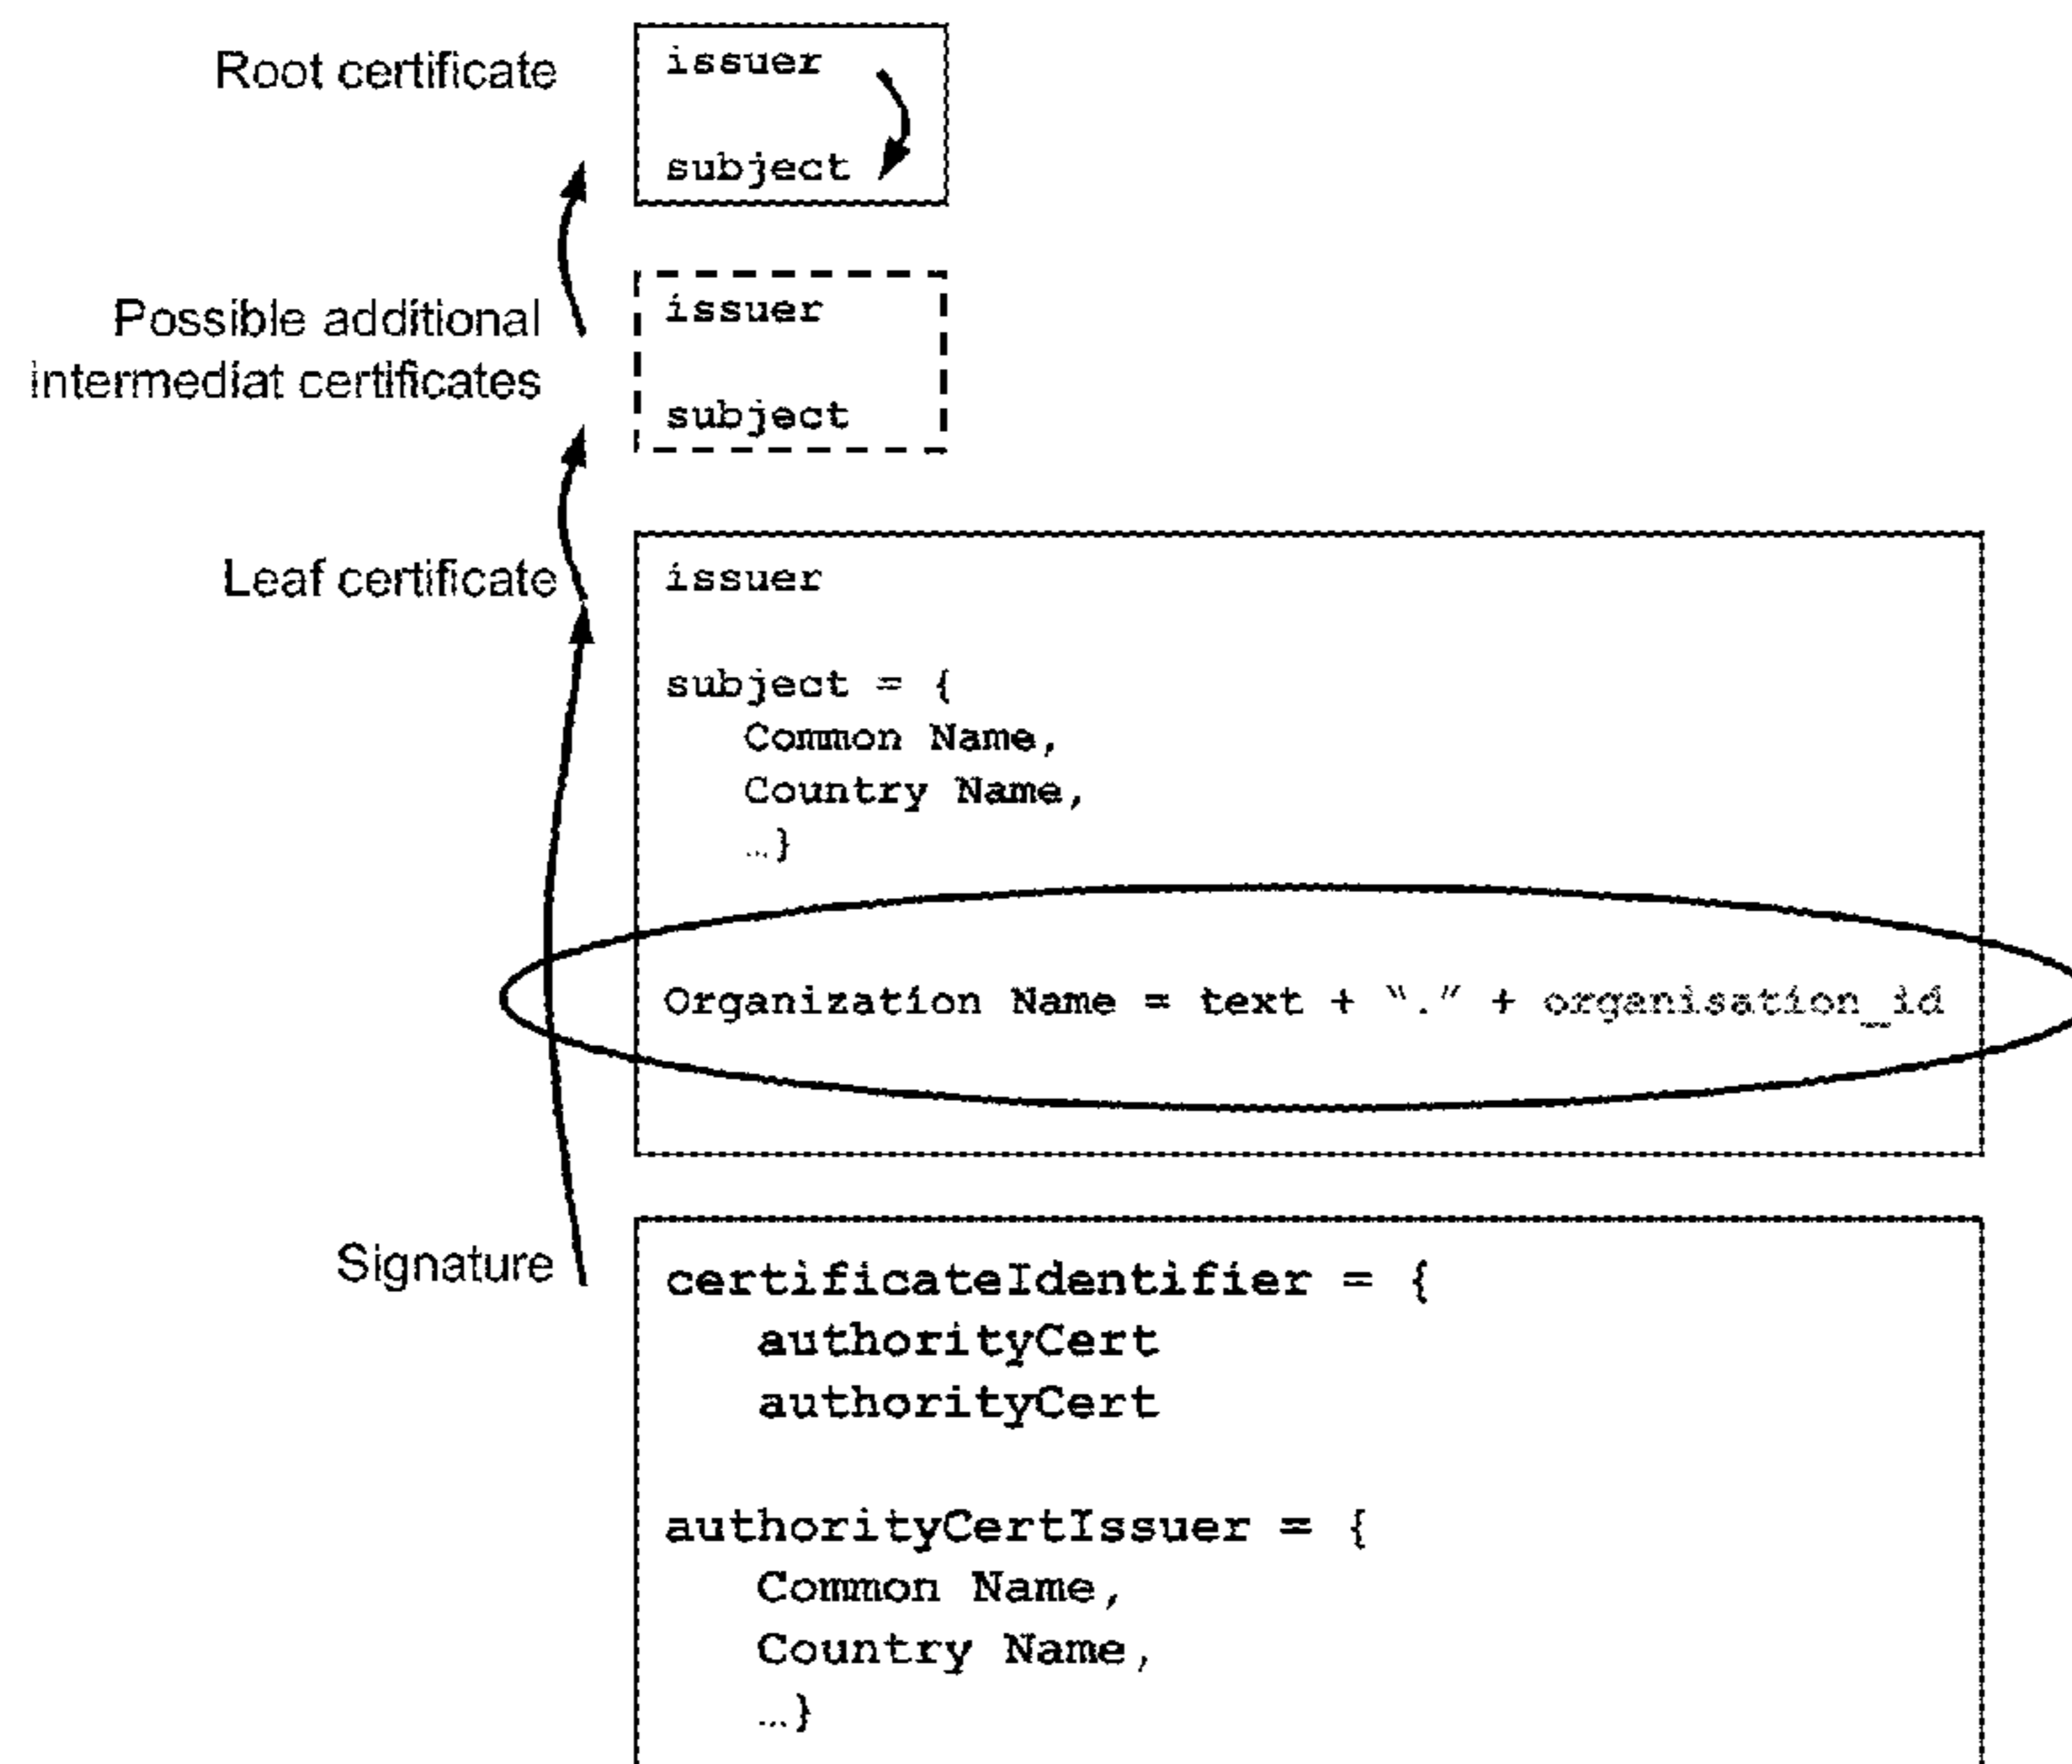 Root certificate
issuer
subject
Possible additional
intermediat certificates
issuer
subject
Leaf certificate
issuer
subject = {
Common Name,
Country Name,
…}
Organization Name = text + "." + organisation_id
Signature
certificateIdentifier = {
authorityCert
authorityCert
authorityCertIssuer = {
Common Name,
Country Name,
…}